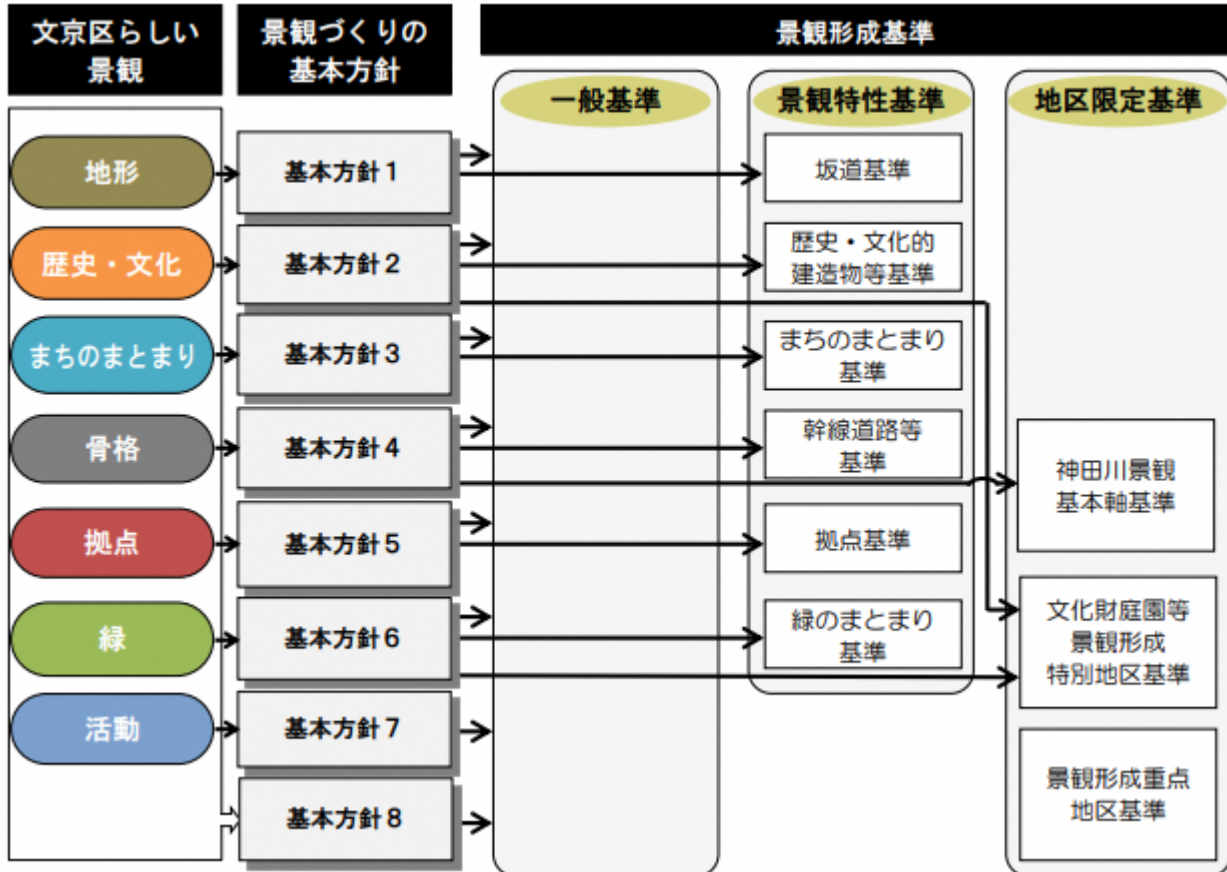 文京区らしい
景観
景観づくりの
基本方針
景観形成基準
一般基準
景観特性基準
地区限定基準
地形
基本方針1
坂道基準
歴史・文化
基本方針2
歴史・文化的
建造物等基準
まちのまとまり
基本方針3
まちのまとまり
基準
骨格
基本方針4
幹線道路等
基準
神田川景観
基本軸基準
拠点
基本方針5
拠点基準
緑
基本方針6
緑のまとまり
基準
文化財庭園等
景観形成
特別地区基準
活動
基本方針7
基本方針8
景観形成重点
地区基準